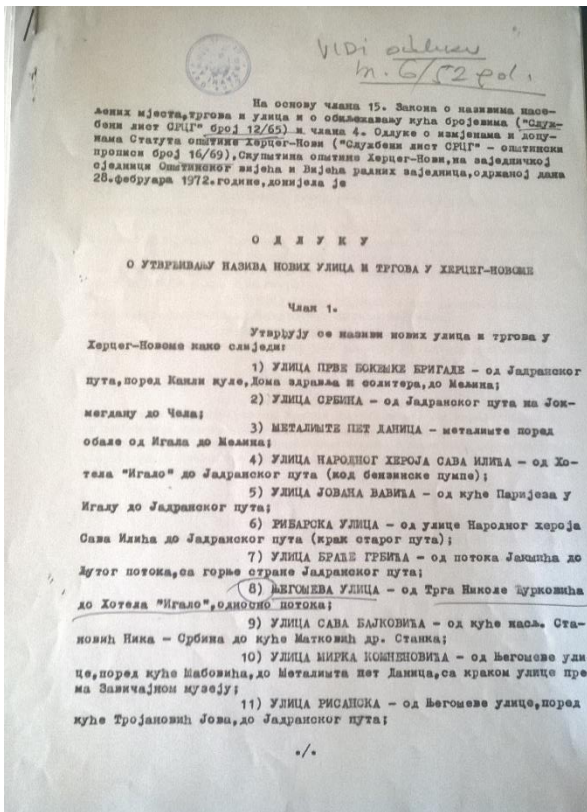 VIDI odluku
br. 6/52 god.
На основу члана 15. Закона о називима насе-
љених мјеста,тргова и улица и о обиљежавању кућа бројевима ("Служ-
бени лист СРЦГ" број 12/65) и члана 4. Одлуке о измјенама и допу-
нама Статута општине Херцег-Нови ("Службени лист СРЦГ" - општински
прописи број 16/69),Скупштина општине Херцег-Нови,на заједничкој
сједници Општинског вијећа и Вијећа радних заједница,одржаној дана
28.фебруара 1972.године,донијела је
О Д Л У К У
О УТВРЂИВАЊУ НАЗИВА НОВИХ УЛИЦА И ТРГОВА У ХЕРЦЕГ-НОВОМЕ
Члан 1.
Утврђују се називи нових улица и тргова у
Херцег-Новоме како слиједи:
1) УЛИЦА ПРВЕ БОКЕЉКЕ БРИГАДЕ - од Јадранског
пута,поред Канли куле,Дома здравља и солитера,до Мељина;
2) УЛИЦА СРБИНА - од Јадранског пута на Јок-
мегдану до Чела;
3) ШЕТАЛИШТЕ ПЕТ ДАНИЦА - шеталиште поред
обале од Игала до Мељина;
4) УЛИЦА НАРОДНОГ ХЕРОЈА САВА ИЛИЋА - од Хо-
тела "Игало" до Јадранског пута (код бензинске пумпе);
5) УЛИЦА ЈОВАНА ВАВИЋА - од куће Паријеза у
Игалу до Јадранског пута;
6) РИБАРСКА УЛИЦА - од улице Народног хероја
Сава Илића до Јадранског пута (крак старог пута);
7) УЛИЦА БРАЋЕ ГРБИЋА - од потока Јакшића до
Љутог потока,са горње стране Јадранског пута;
8) ЊЕГОШЕВА УЛИЦА - од Трга Николе Ђурковића
до Хотела "Игало",односно потока;
9) УЛИЦА САВА БАЈКОВИЋА - од куће насљ. Ста-
новић Ника - Србина до куће Матковић др. Станка;
10) УЛИЦА МИРКА КОМНЕНОВИЋА - од Његошеве ули
це,поред куће Мабовића,до Шеталишта пет Даница,са краком улице пре
ма Завичајном музеју;
11) УЛИЦА РИСАНСКА - од Његошеве улице,поред
куће Тројановић Јова,до Јадранског пута;
./.